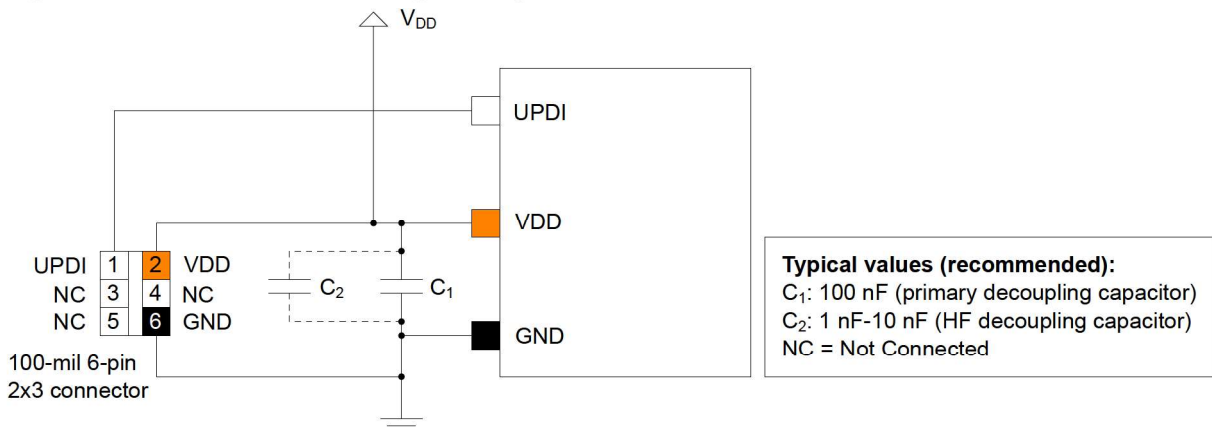 V_DD
UPDI
VDD
UPDI 1 2 VDD
NC 3 4 NC
NC 5 6 GND
C₂
C₁
GND
100-mil 6-pin
2x3 connector
Typical values (recommended):
C₁: 100 nF (primary decoupling capacitor)
C₂: 1 nF-10 nF (HF decoupling capacitor)
NC = Not Connected